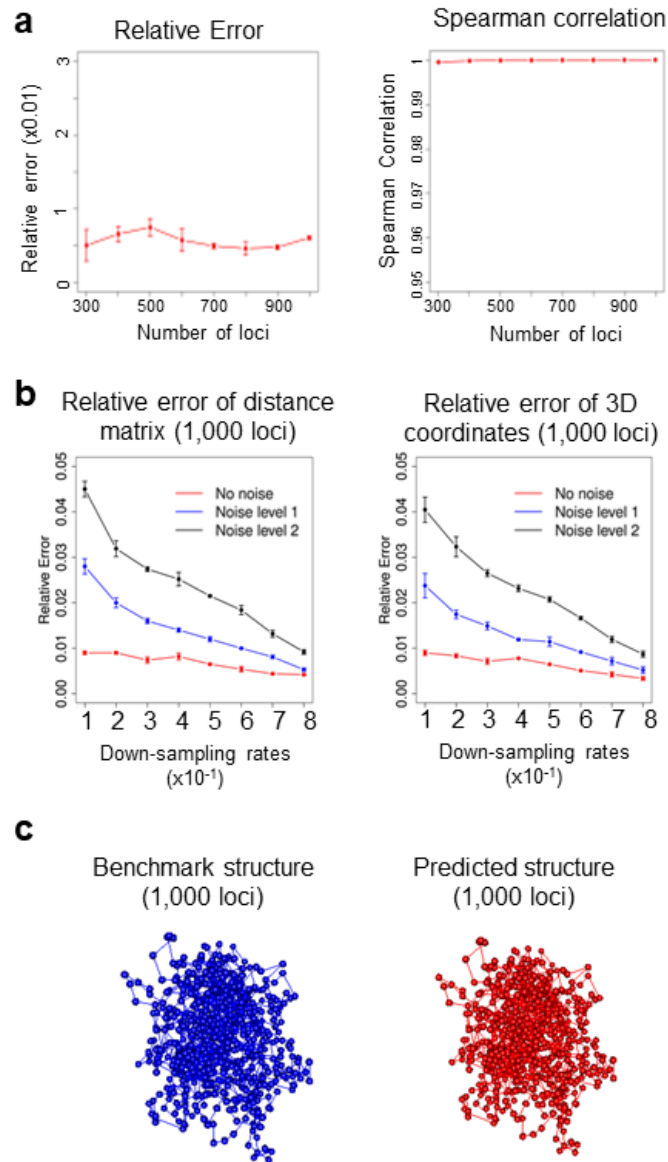 a
Relative Error
Spearman correlation
Relative error (x0.01)
0
1
2
3
300
500
700
900
Number of loci
Spearman Correlation
0.95
0.96
0.97
0.98
0.99
1
300
500
700
900
Number of loci
b
Relative error of distance
matrix (1,000 loci)
Relative Error
0.00
0.01
0.02
0.03
0.04
0.05
No noise
Noise level 1
Noise level 2
1 2 3 4 5 6 7 8
Down-sampling rates
(x10⁻¹)
Relative error of 3D
coordinates (1,000 loci)
Relative Error
0.00
0.01
0.02
0.03
0.04
0.05
No noise
Noise level 1
Noise level 2
1 2 3 4 5 6 7 8
Down-sampling rates
(x10⁻¹)
c
Benchmark structure
(1,000 loci)
Predicted structure
(1,000 loci)